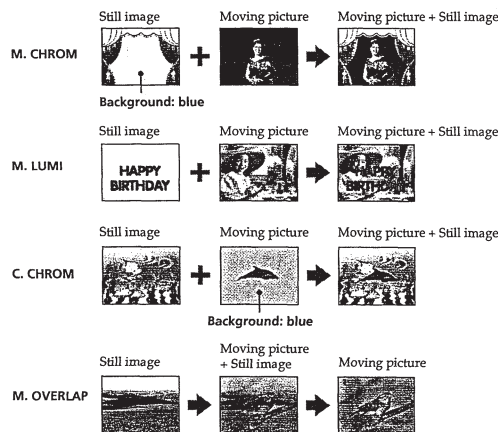 Still image
Moving picture
Moving picture + Still image
M. CHROM
Background: blue
Still image
Moving picture
Moving picture + Still image
M. LUMI
HAPPY
BIRTHDAY
HAPPY
BIRTHDAY
Still image
Moving picture
Moving picture + Still image
C. CHROM
Background: blue
Still image
Moving picture
+ Still image
Moving picture
M. OVERLAP